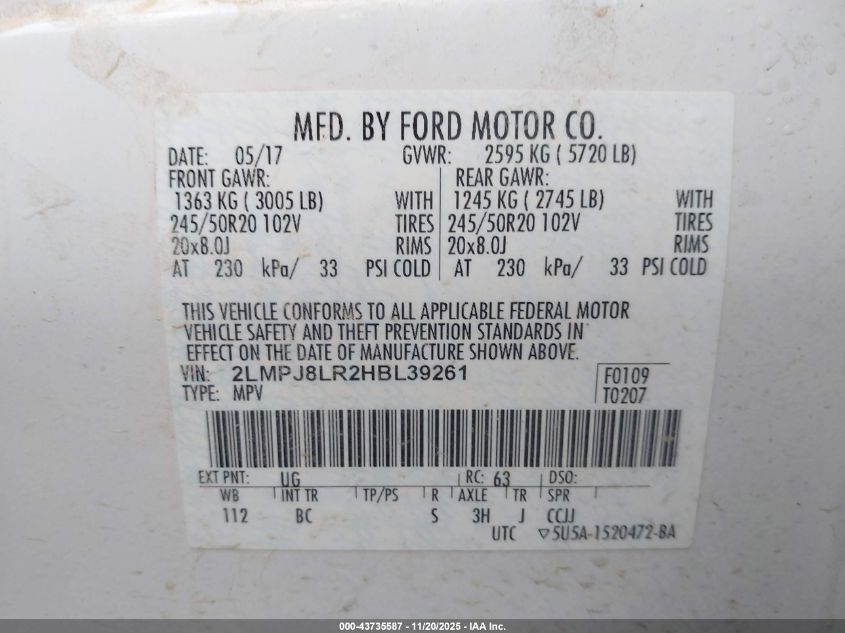 MFD. BY FORD MOTOR CO.
DATE: 05/17 GVWR: 2595 KG ( 5720 LB)
FRONT GAWR: REAR GAWR:
1363 KG ( 3005 LB) WITH 1245 KG ( 2745 LB) WITH
245/50R20 102V TIRES 245/50R20 102V TIRES
20x8.0J RIMS 20x8.0J RIMS
AT 230 kPa/ 33 PSI COLD AT 230 kPa/ 33 PSI COLD
THIS VEHICLE CONFORMS TO ALL APPLICABLE FEDERAL MOTOR
VEHICLE SAFETY AND THEFT PREVENTION STANDARDS IN
EFFECT ON THE DATE OF MANUFACTURE SHOWN ABOVE.
VIN: 2LMPJ8LR2HBL39261 F0109
TYPE: MPV T0207
EXT PNT: UG RC: 63 DSO:
WB INT TR TP/PS R AXLE TR SPR
112 BC S 3H J CCJJ
UTC ▽5U5A-1520472-BA
000-43735587 - 11/20/2025 - IAA Inc.